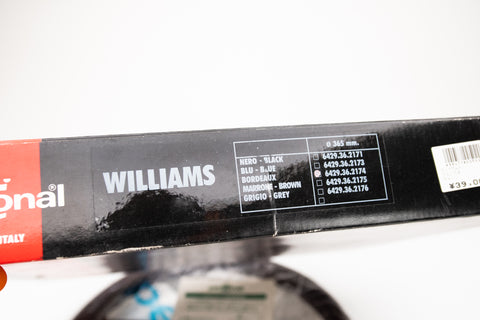 onal
ITALY
WILLIAMS
Ø 365 mm.
NERO - BLACK 6429.36.2171
BLU - BLUE 6429.36.2173
BORDEAUX 6429.36.2174
MARRONE - BROWN 6429.36.2175
GRIGIO - GREY 6429.36.2176